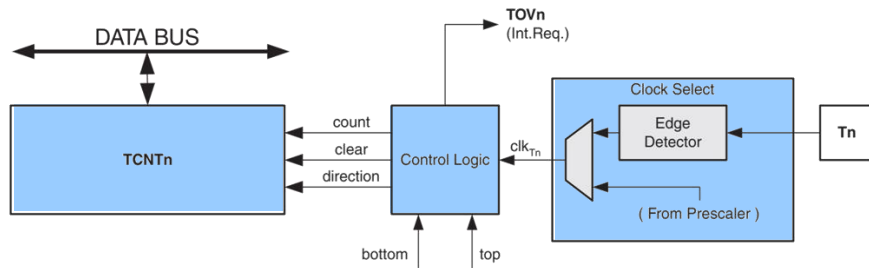 TOVn
(Int.Req.)
DATA BUS
Clock Select
count
Edge
Detector
Tn
TCNTn
clear
Control Logic
clkTn
direction
( From Prescaler )
bottom
top